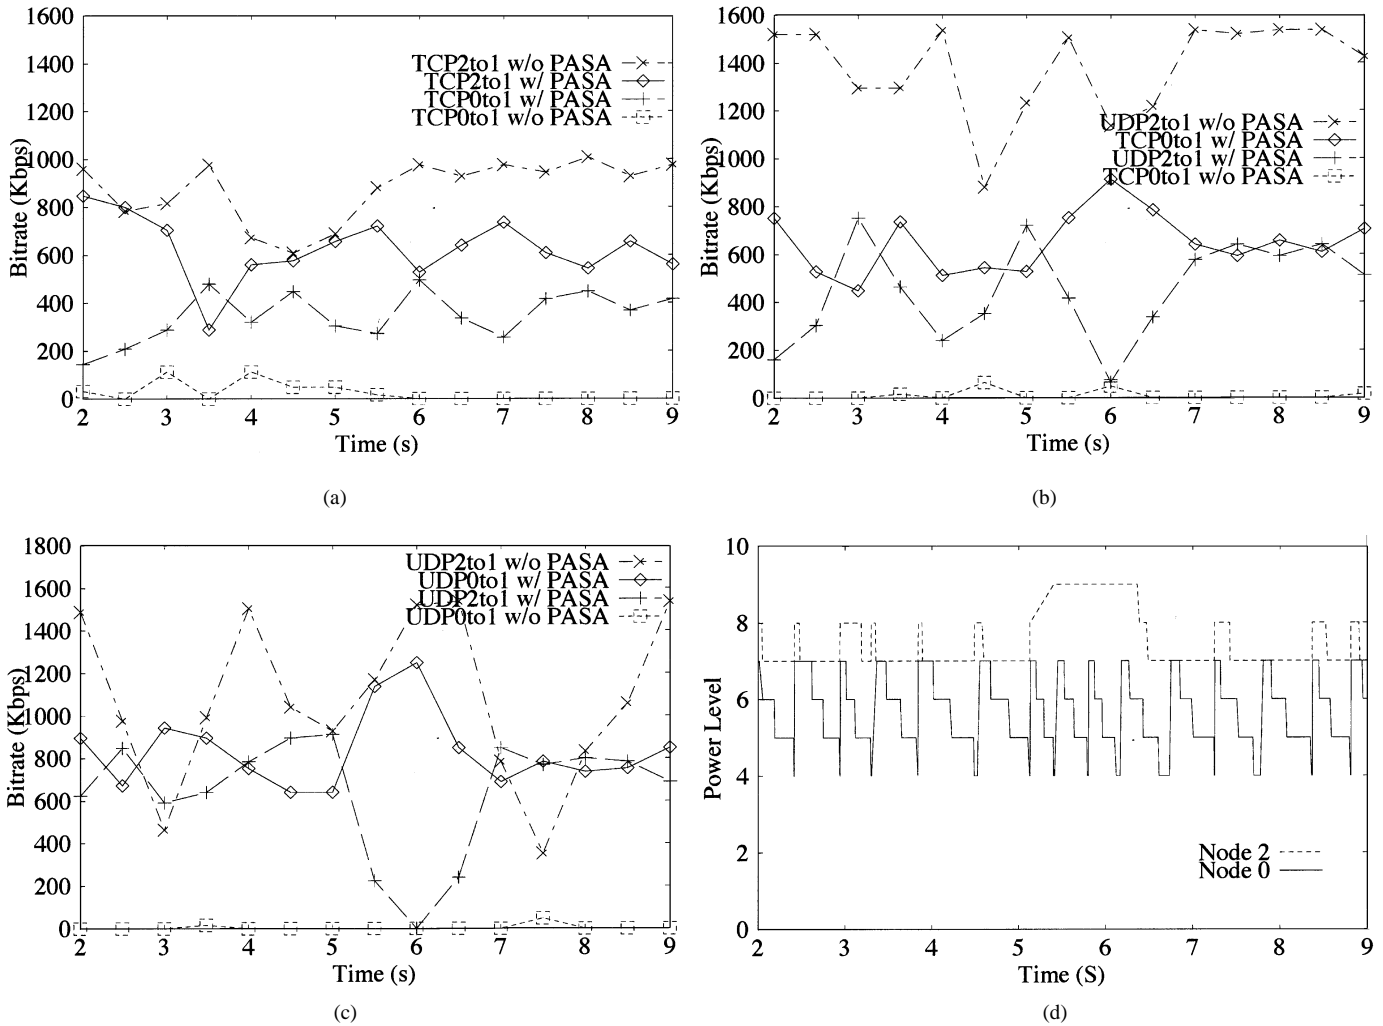 1600
1400
1200
1000
800
600
400
200
0
Bitrate (Kbps)
TCP2to1 w/o PASA
TCP2to1 w/ PASA
TCP0to1 w/ PASA
TCP0to1 w/o PASA
2 3 4 5 6 7 8 9
Time (s)
(a)
1600
1400
1200
1000
800
600
400
200
0
Bitrate (Kbps)
UDP2to1 w/o PASA
TCP0to1 w/ PASA
UDP2to1 w/ PASA
TCP0to1 w/o PASA
2 3 4 5 6 7 8 9
Time (s)
(b)
1800
1600
1400
1200
1000
800
600
400
200
0
Bitrate (Kbps)
UDP2to1 w/o PASA
UDP0to1 w/ PASA
UDP2to1 w/ PASA
UDP0to1 w/o PASA
2 3 4 5 6 7 8 9
Time (s)
(c)
10
8
6
4
2
0
Power Level
Node 2
Node 0
2 3 4 5 6 7 8 9
Time (S)
(d)